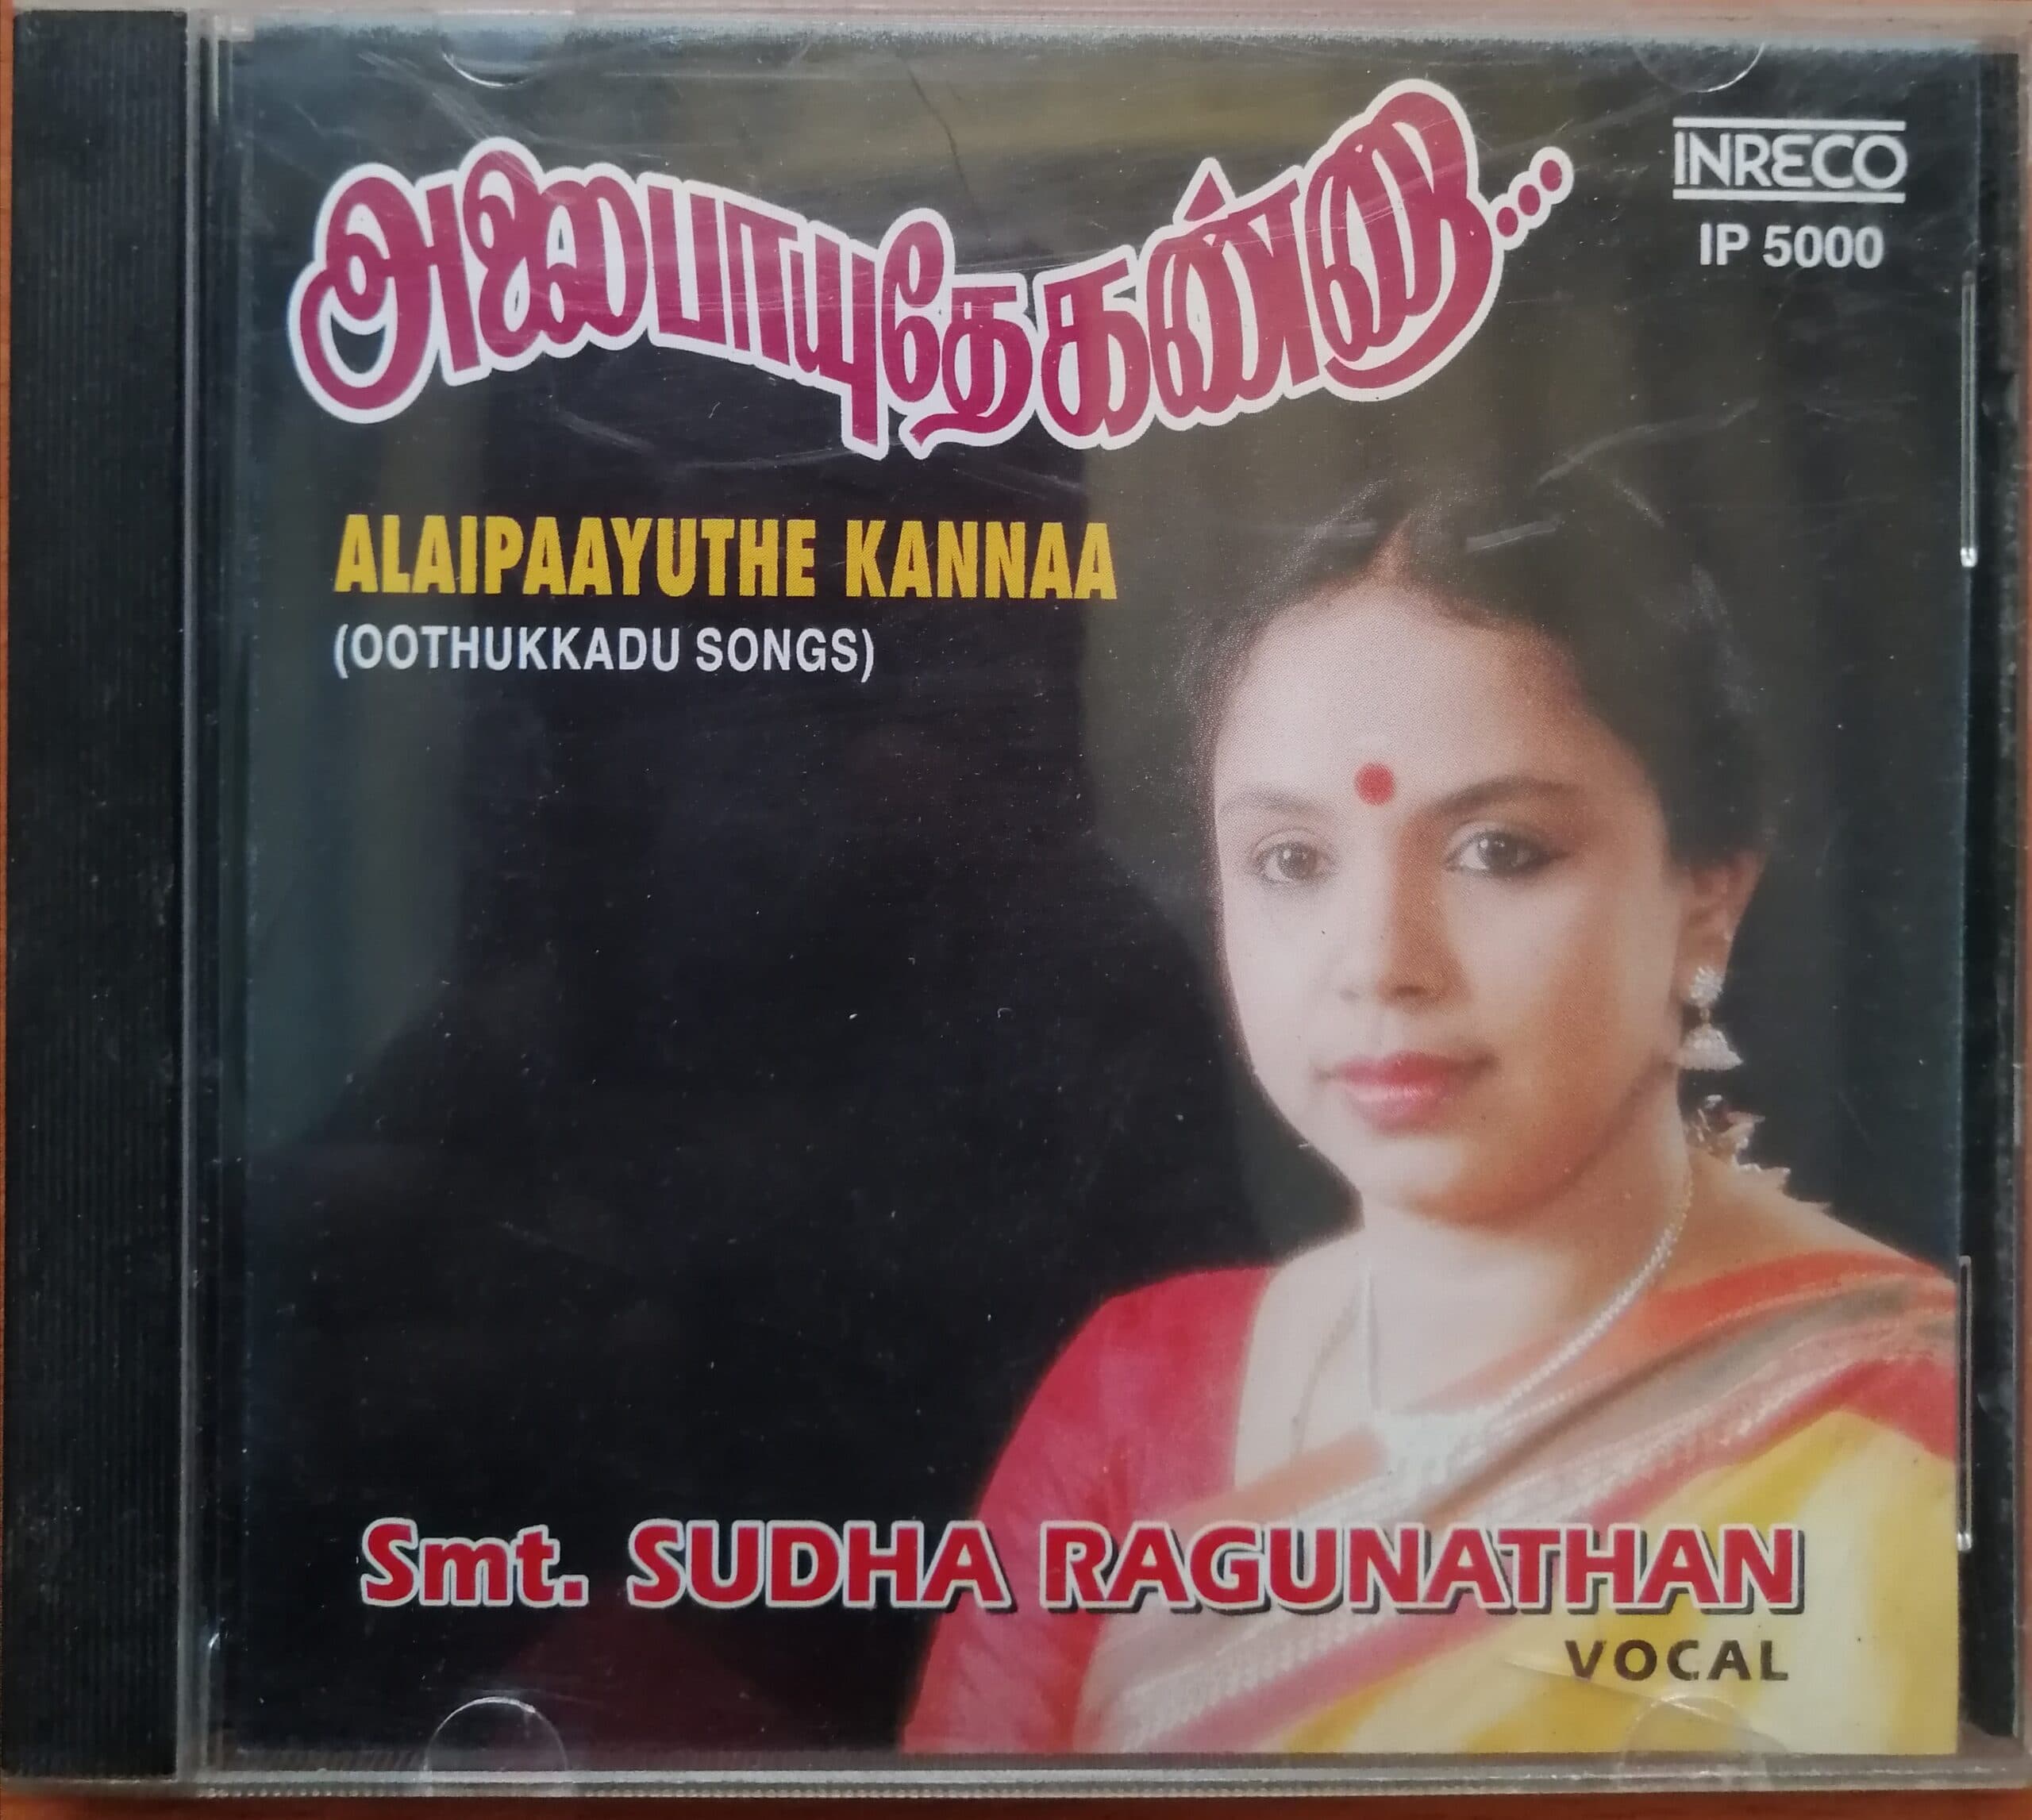 அலைபாயுதே கண்ணா...
INRECO
IP 5000
ALAIPAAYUTHE KANNAA
(OOTHUKKADU SONGS)
Smt. SUDHA RAGUNATHAN
VOCAL